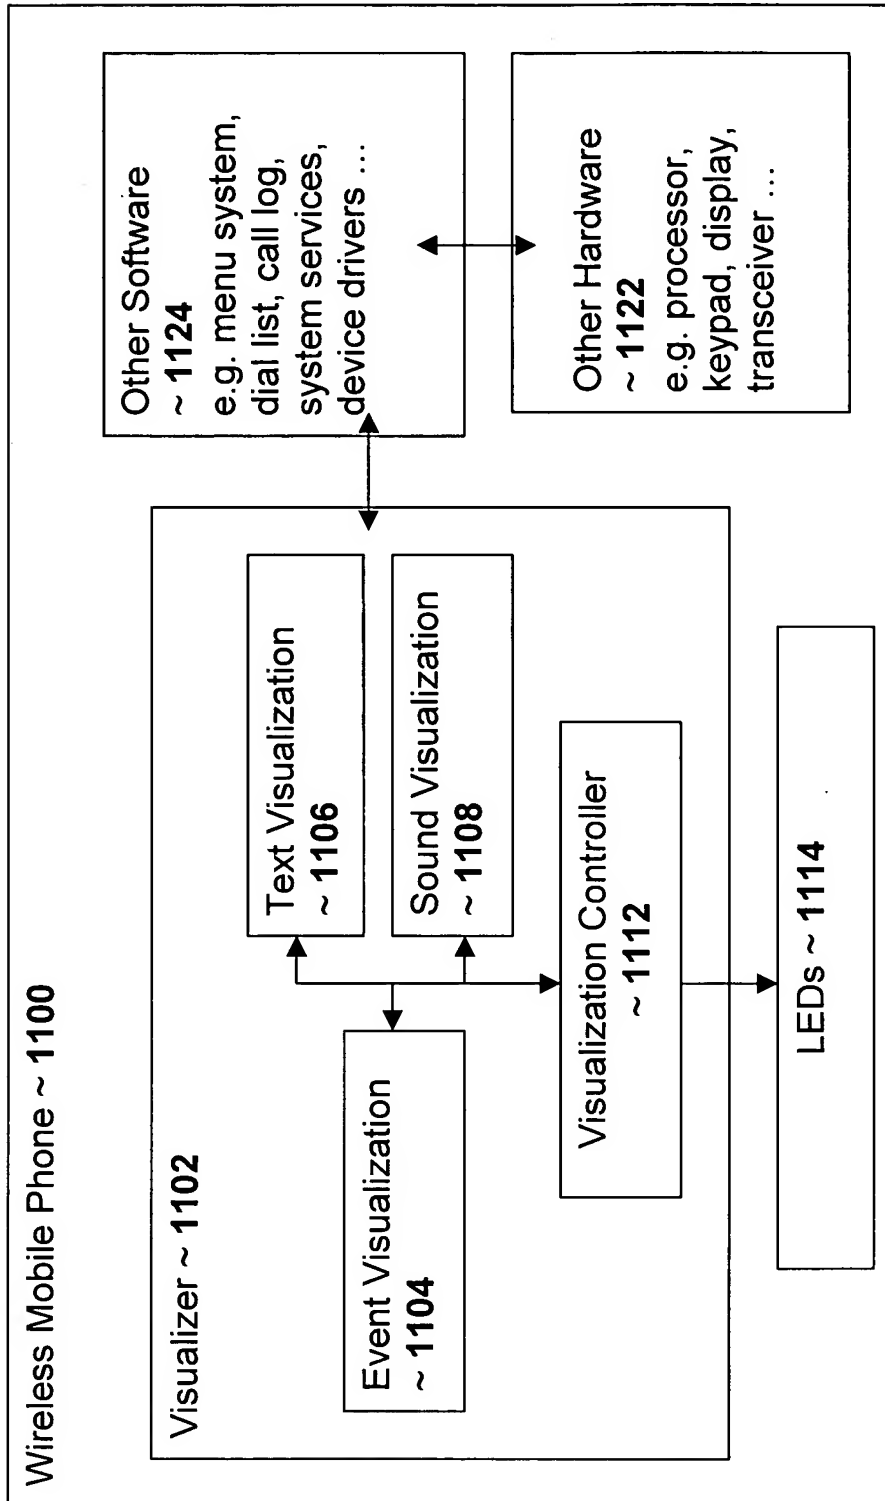 Wireless Mobile Phone ~ 1100
Visualizer ~ 1102
Event Visualization
~ 1104
Text Visualization
~ 1106
Sound Visualization
~ 1108
Visualization Controller
~ 1112
LEDs ~ 1114
Other Software
~ 1124
e.g. menu system,
dial list, call log,
system services,
device drivers ...
Other Hardware
~ 1122
e.g. processor,
keypad, display,
transceiver ...